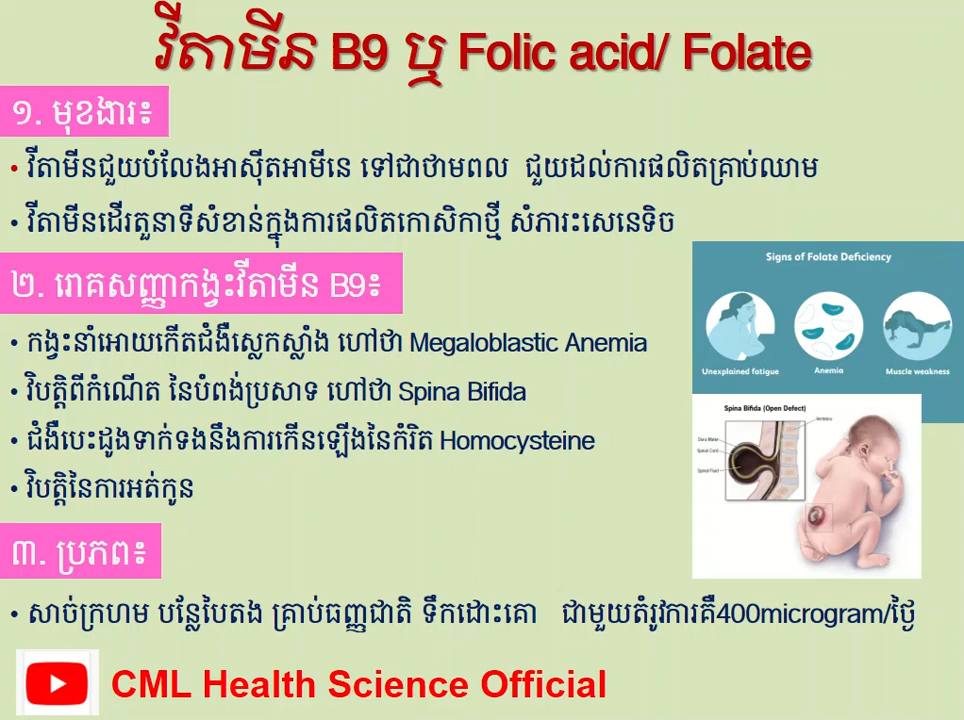 វីតាមីន B9 ឬ Folic acid/ Folate
១. មុខងារ៖
• វីតាមីនជួយបំលែងអាស៊ីតអាមីនេ ទៅជាថាមពល ជួយដល់ការផលិតគ្រាប់ឈាម
• វីតាមីនដើរតួនាទីសំខាន់ក្នុងការផលិតកោសិកាថ្មី សំភារះសេនេទិច
២. រោគសញ្ញាកង្វះវីតាមីន B9៖
• កង្វះនាំអោយកើតជំងឺស្លេកស្លាំង ហៅថា Megaloblastic Anemia
• វិបត្តិពីកំណើត នៃបំពង់ប្រសាទ ហៅថា Spina Bifida
• ជំងឺបេះដូងទាក់ទងនឹងការកើនឡើងនៃកំរិត Homocysteine
• វិបត្តិនៃការអត់កូន
Signs of Folate Deficiency
Unexplained fatigue
Anemia
Muscle weakness
Spina Bifida (Open Defect)
Vertebra
Dura Mater
Spinal Cord
Spinal Fluid
៣. ប្រភព៖
• សាច់ក្រហម បន្លែបៃតង គ្រាប់ធញ្ញជាតិ ទឹកដោះគោ ជាមួយតំរូវការគឺ400microgram/ថ្ងៃ
CML Health Science Official